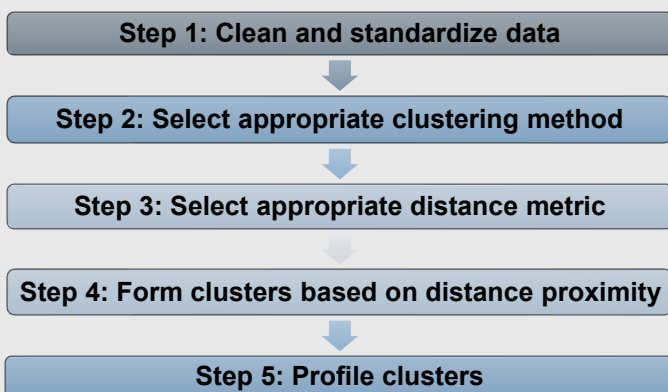 Step 1: Clean and standardize data
Step 2: Select appropriate clustering method
Step 3: Select appropriate distance metric
Step 4: Form clusters based on distance proximity
Step 5: Profile clusters